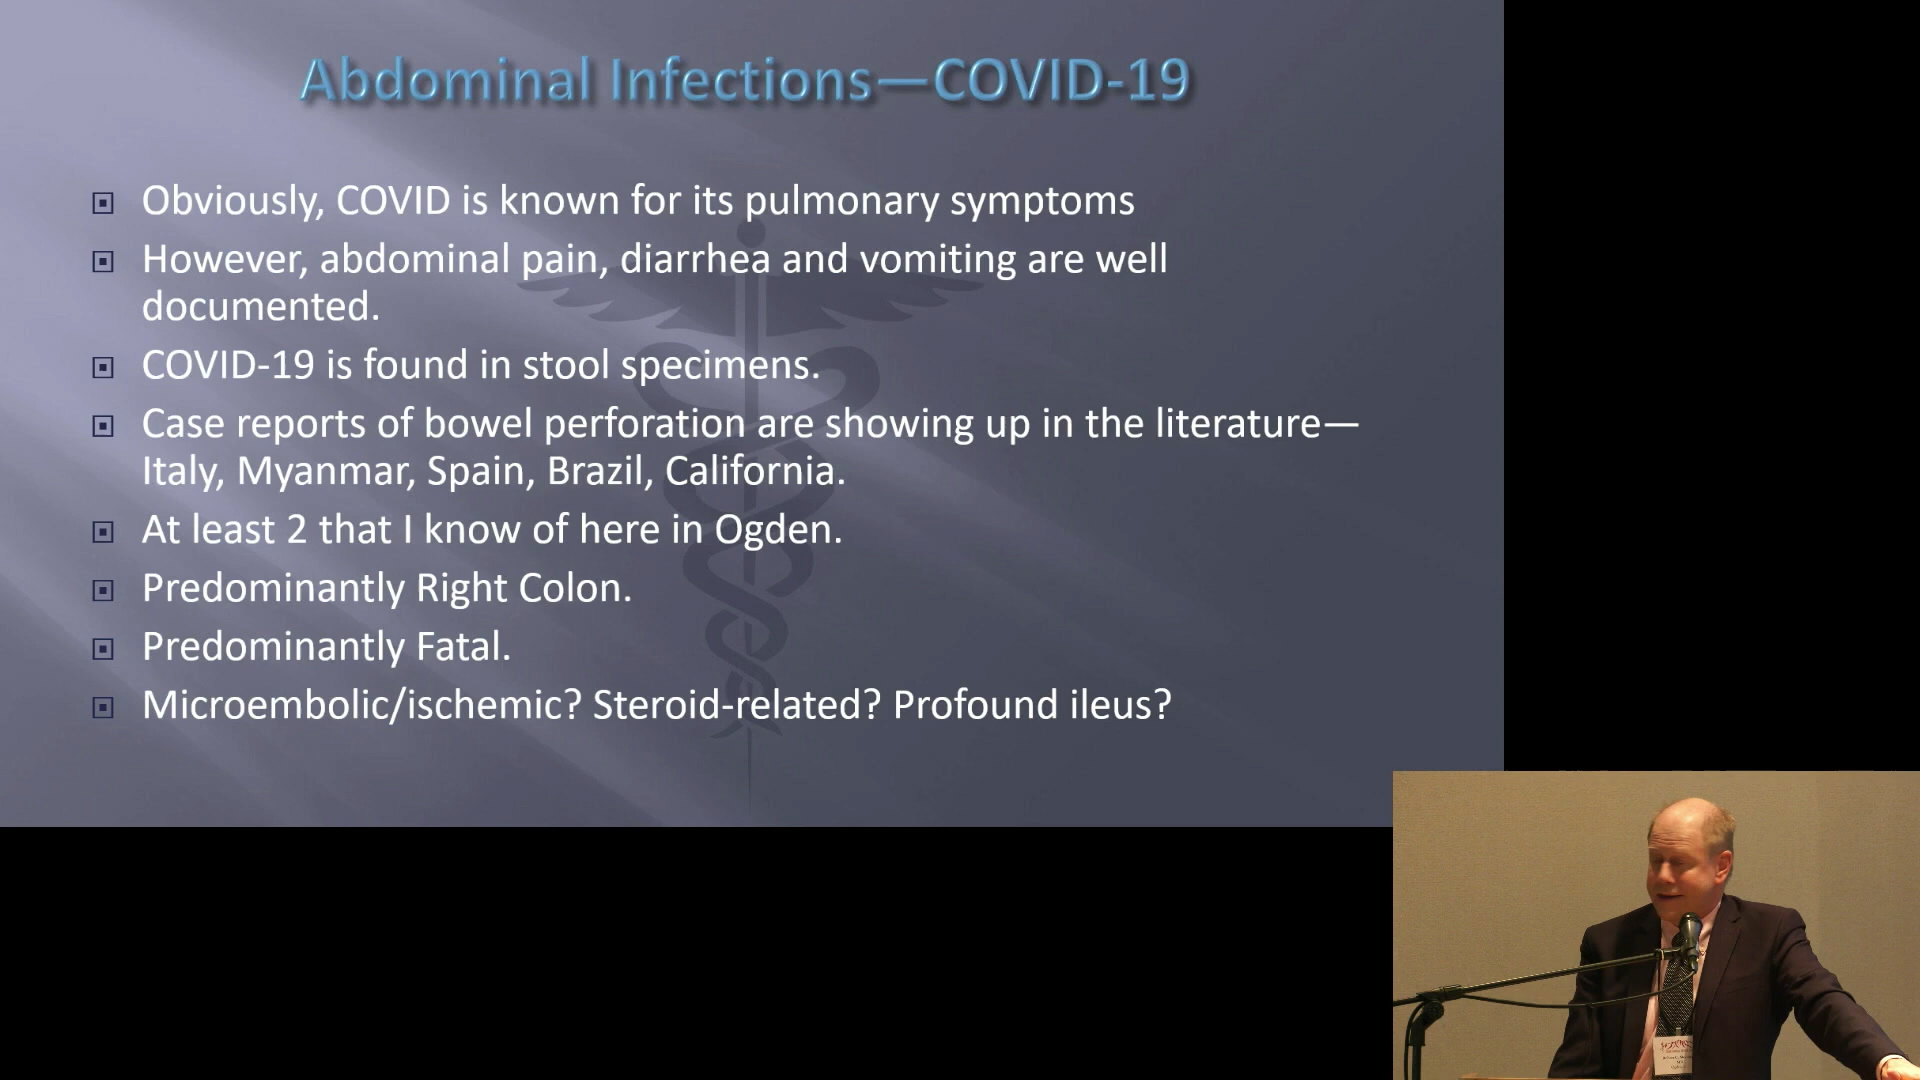 Abdominal Infections—COVID-19
Obviously, COVID is known for its pulmonary symptoms
However, abdominal pain, diarrhea and vomiting are well
documented.
COVID-19 is found in stool specimens.
Case reports of bowel perforation are showing up in the literature—
Italy, Myanmar, Spain, Brazil, California.
At least 2 that I know of here in Ogden.
Predominantly Right Colon.
Predominantly Fatal.
Microembolic/ischemic? Steroid-related? Profound ileus?